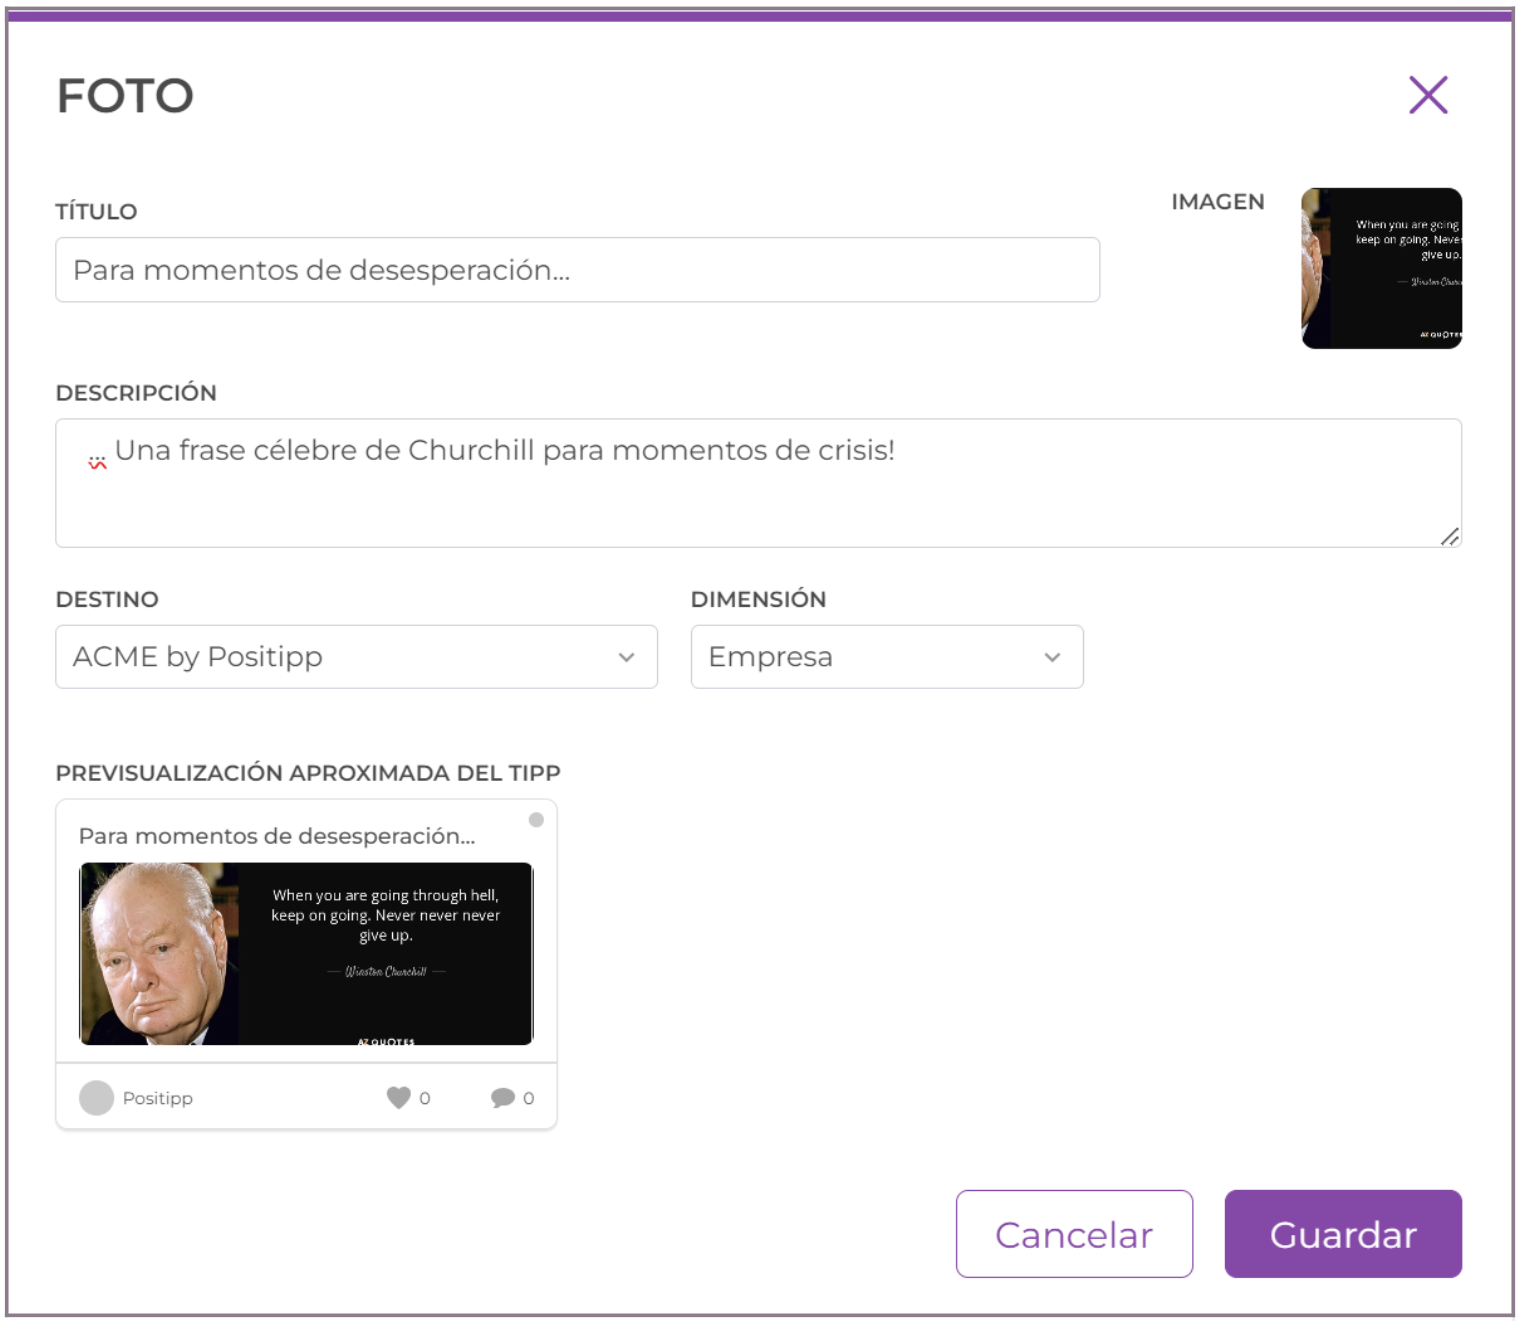 FOTO
TÍTULO
IMAGEN
When you are going
keep on going. Never
give up.
— Winston Churc
AZ QUOTES
Para momentos de desesperación...
DESCRIPCIÓN
... Una frase célebre de Churchill para momentos de crisis!
DESTINO
DIMENSIÓN
ACME by Positipp
Empresa
PREVISUALIZACIÓN APROXIMADA DEL TIPP
Para momentos de desesperación...
When you are going through hell,
keep on going. Never never never
give up.
— Winston Churchill —
AZ QUOTES
Positipp
0
0
Cancelar
Guardar